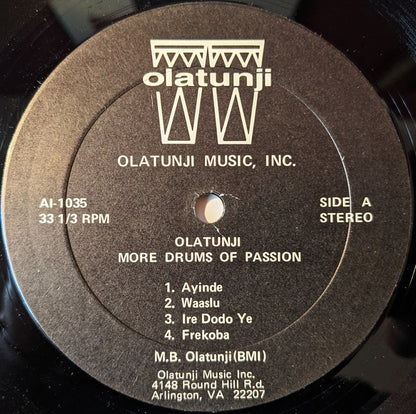 olatunji
OLATUNJI MUSIC, INC.
AI-1035
33 1/3 RPM
SIDE A
STEREO
OLATUNJI
MORE DRUMS OF PASSION
1. Ayinde
2. Waaslu
3. Ire Dodo Ye
4. Frekoba
M.B. Olatunji(BMI)
Olatunji Music Inc.
4148 Round Hill R.d.
Arlington, VA 22207